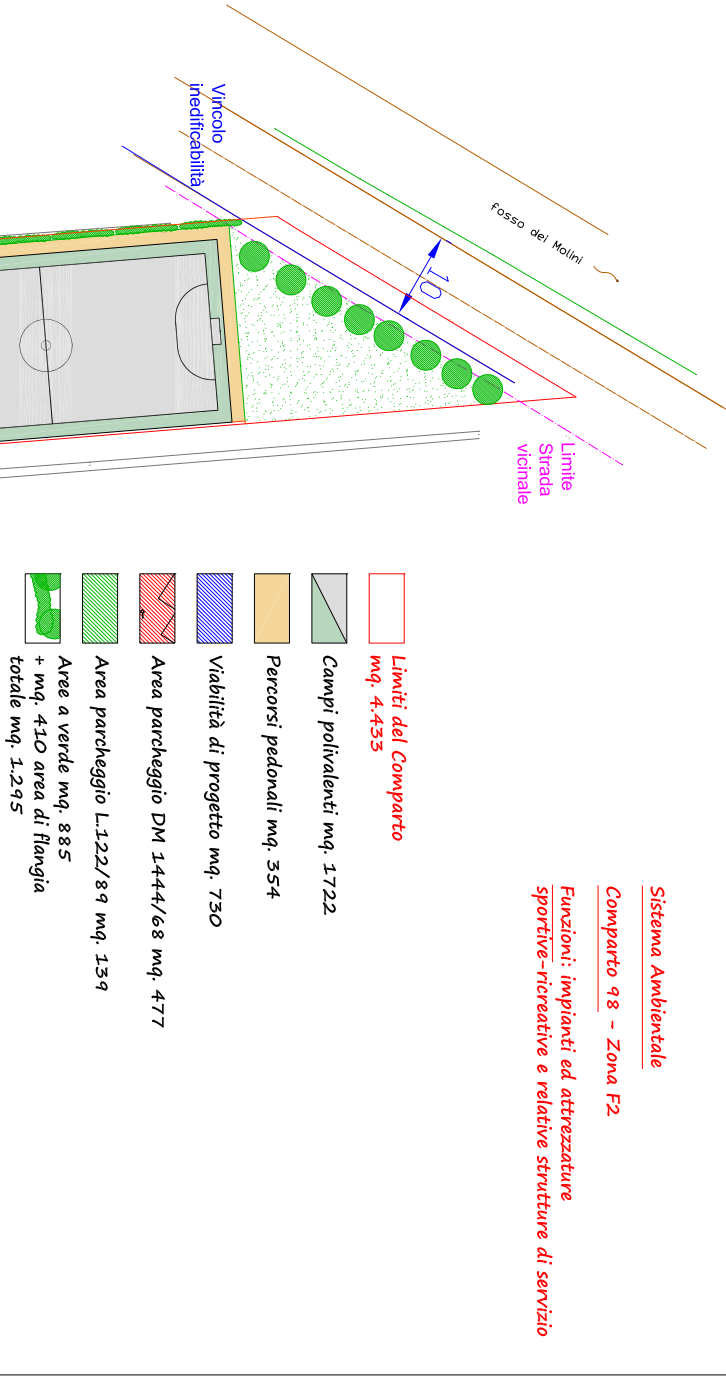 Sistema Ambientale
Comparto 98 - Zona F2
Funzioni: impianti ed attrezzature
sportive-ricreative e relative strutture di servizio
fosso dei Molini
10
Vincolo
inedificabilità
Limite
Strada
vicinale
Limiti del Comparto
mq. 4.433
Campi polivalenti mq. 1722
Percorsi pedonali mq. 354
Viabilità di progetto mq. 730
Area parcheggio DM 1444/68 mq. 477
Area parcheggio L.122/89 mq. 139
Aree a verde mq. 885
+ mq. 410 area di flangia
totale mq. 1.295